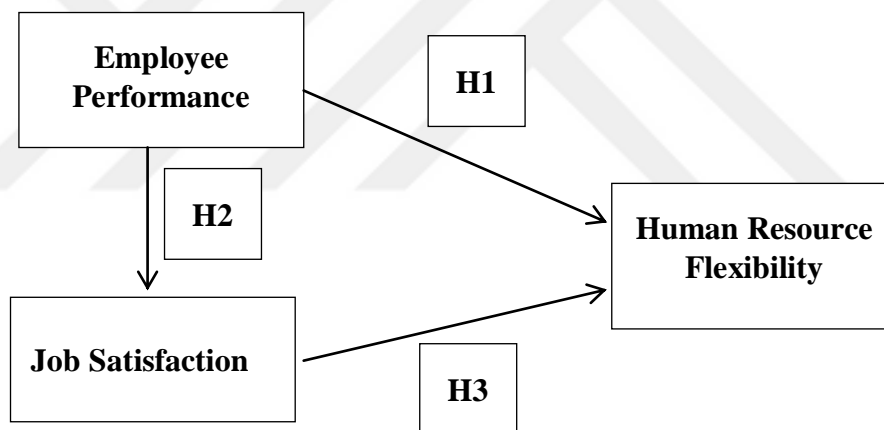 Employee
Performance
H1
H2
Human Resource
Flexibility
Job Satisfaction
H3